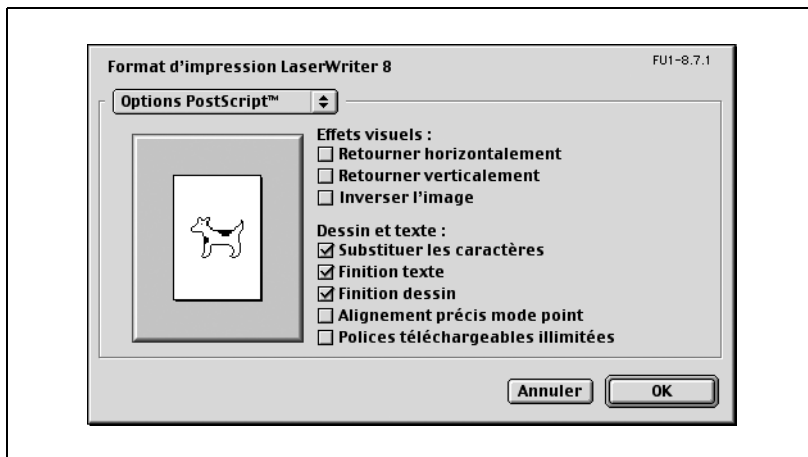 Format d’impression LaserWriter 8
FU1-8.7.1
Options PostScript™
Effets visuels :
Retourner horizontalement
Retourner verticalement
Inverser l’image
Dessin et texte :
Substituer les caractères
Finition texte
Finition dessin
Alignement précis mode point
Polices téléchargeables illimitées
Annuler
OK